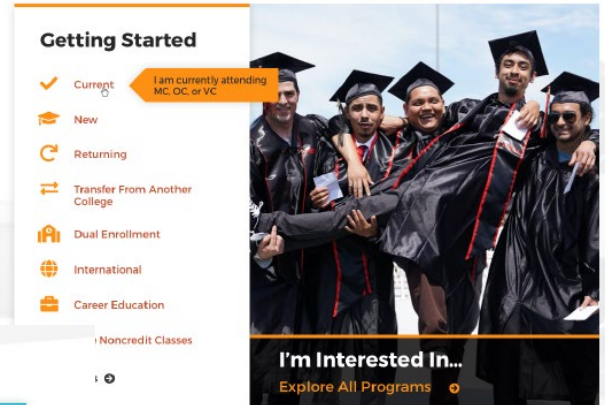 Getting Started
Current
I am currently attending
MC, OC, or VC
New
Returning
Transfer From Another
College
Dual Enrollment
International
Career Education
Noncredit Classes
I'm Interested In...
Explore All Programs